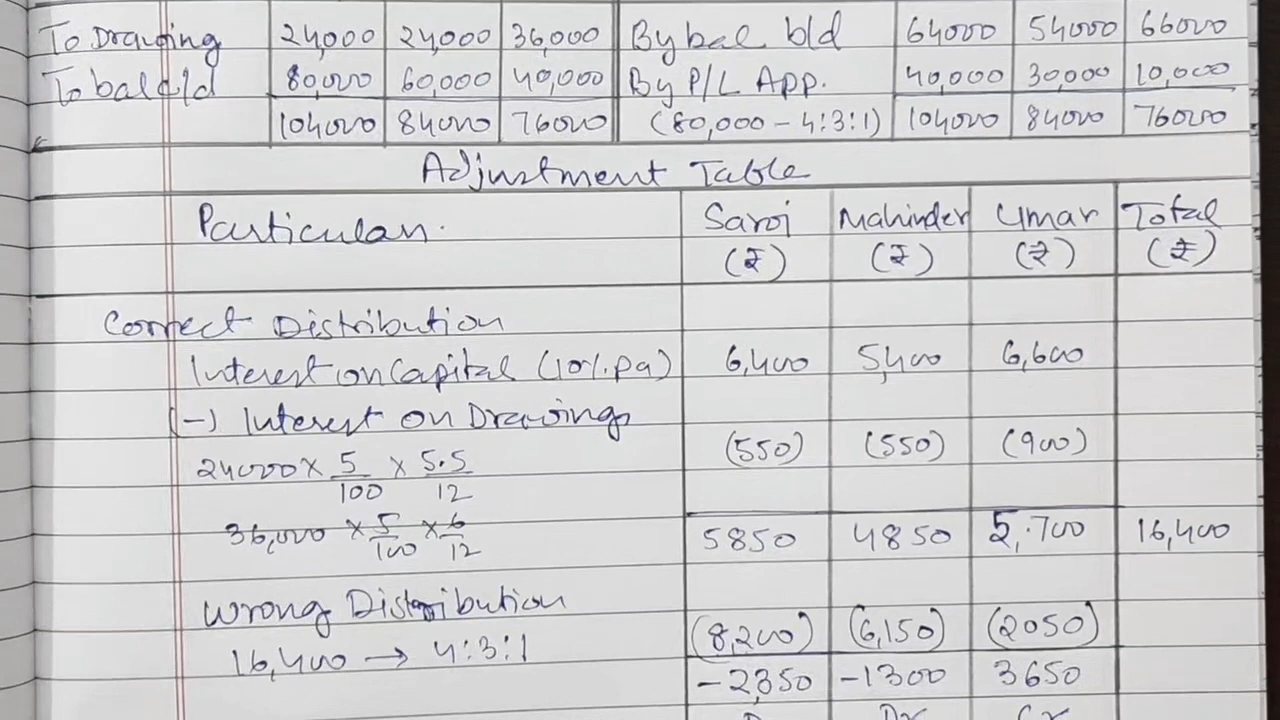 To Drawing 24,000 24,000 36,000 By bal b/d 64000 54000 66000
To bal c/d 80,000 60,000 40,000 By P/L App. 40,000 30,000 10,000
104000 84000 76000 (80,000 - 4:3:1) 104000 84000 76000
Adjustment Table
Particulars. Saroj Mahinder Umar Total
(₹) (₹) (₹) (₹)
Correct Distribution
Interest on Capital (10%.pa) 6,400 5,400 6,600
(-) Interest on Drawings
24000 × 5/100 × 5.5/12 (550) (550) (900)
36,000 × 5/100 × 6/12 5850 4850 5,700 16,400
Wrong Distribution
16,400 → 4:3:1 (8,200) (6,150) (2050)
-2,350 -1300 3650
Dr Cr